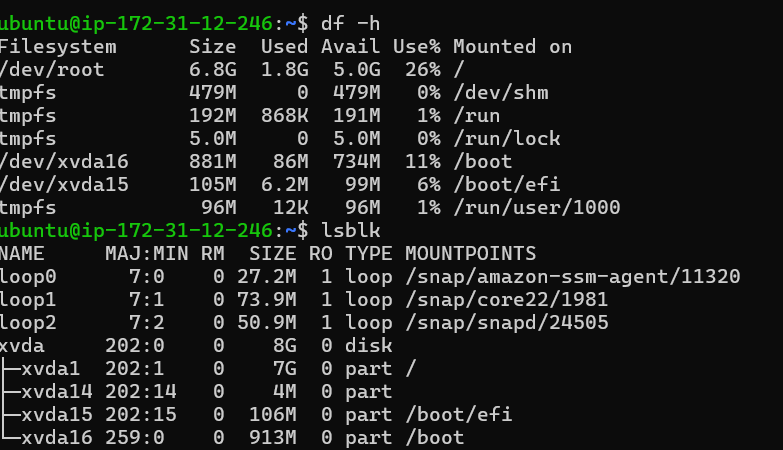 ubuntu@ip-172-31-12-246:~$ df -h
Filesystem      Size  Used Avail Use% Mounted on
/dev/root       6.8G  1.8G  5.0G  26% /
tmpfs           479M     0  479M   0% /dev/shm
tmpfs           192M  868K  191M   1% /run
tmpfs           5.0M     0  5.0M   0% /run/lock
/dev/xvda16     881M   86M  734M  11% /boot
/dev/xvda15     105M  6.2M   99M   6% /boot/efi
tmpfs            96M   12K   96M   1% /run/user/1000
ubuntu@ip-172-31-12-246:~$ lsblk
NAME     MAJ:MIN RM  SIZE RO TYPE MOUNTPOINTS
loop0      7:0    0 27.2M  1 loop /snap/amazon-ssm-agent/11320
loop1      7:1    0 73.9M  1 loop /snap/core22/1981
loop2      7:2    0 50.9M  1 loop /snap/snapd/24505
xvda     202:0    0    8G  0 disk
├─xvda1  202:1    0    7G  0 part /
├─xvda14 202:14   0    4M  0 part
├─xvda15 202:15   0  106M  0 part /boot/efi
└─xvda16 259:0    0  913M  0 part /boot